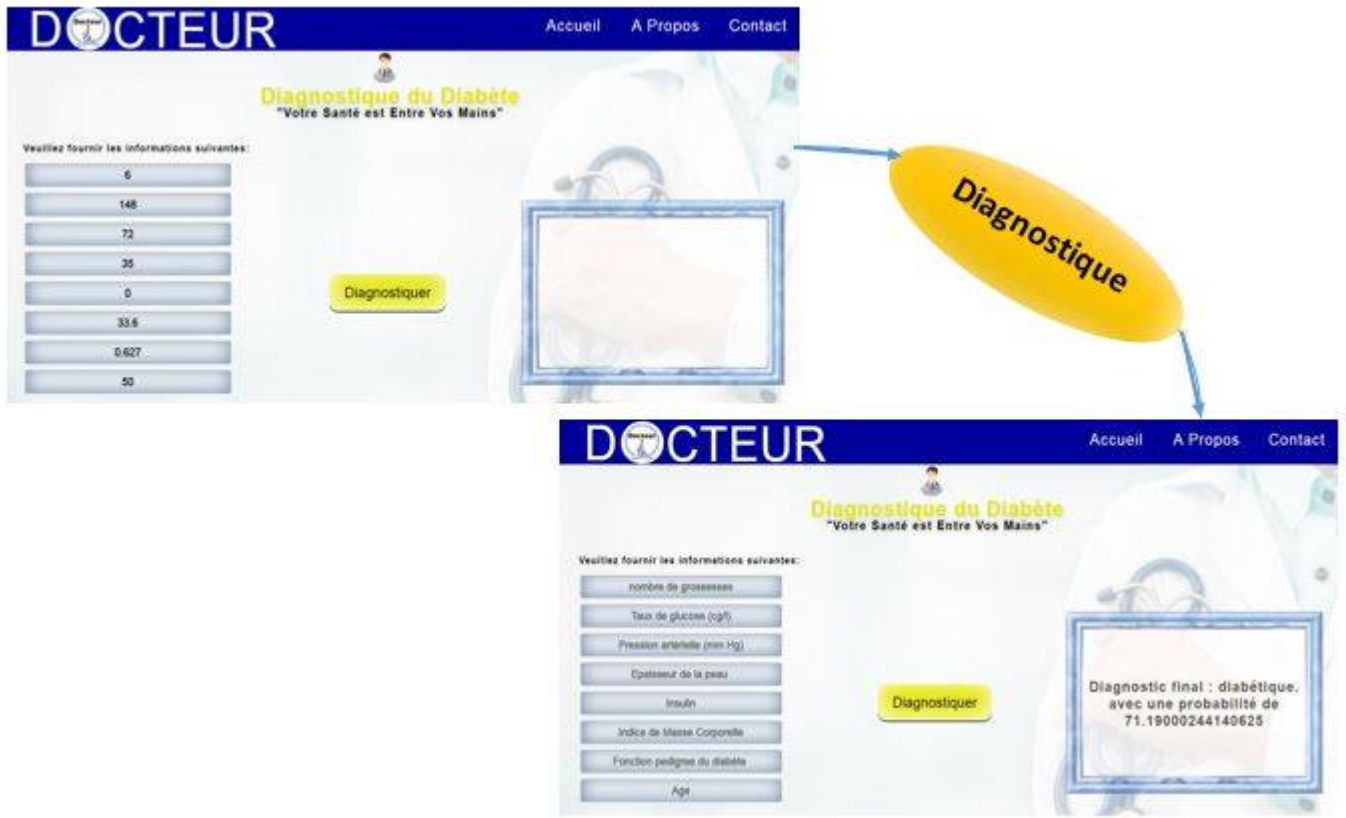 DOCTEUR
Accueil A Propos Contact
Diagnostique du Diabète
"Votre Santé est Entre Vos Mains"
Veuillez fournir les informations suivantes:
6
148
72
35
0
33.6
0.627
50
Diagnostiquer
Diagnostique
DOCTEUR
Accueil A Propos Contact
Diagnostique du Diabète
"Votre Santé est Entre Vos Mains"
Veuillez fournir les informations suivantes:
nombre de grossesses
Taux de glucose (cg/l)
Pression artérielle (mm Hg)
Epaisseur de la peau
Insulin
Indice de Masse Corporelle
Fonction pedigree du diabète
Age
Diagnostiquer
Diagnostic final : diabétique,
avec une probabilité de
71.19000244140625